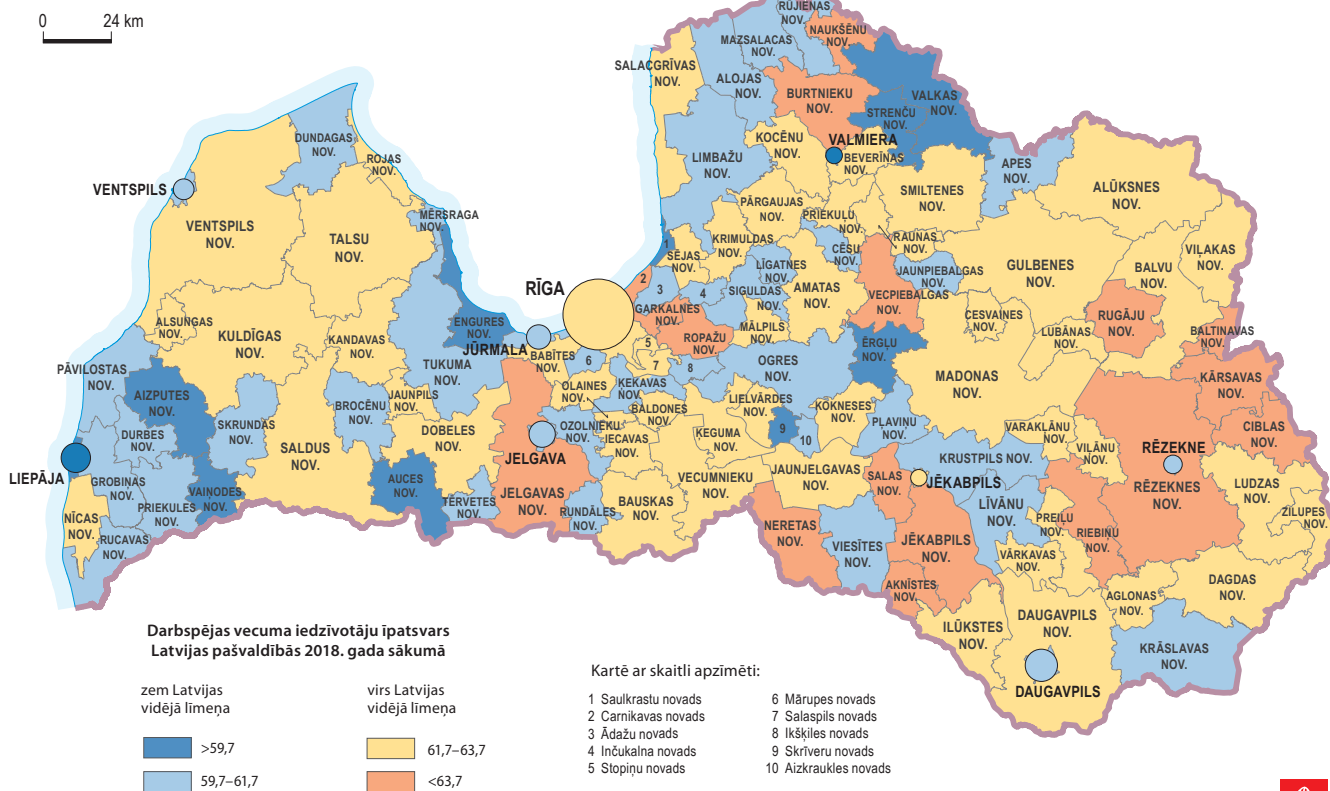 0 24 km
RŪJIENAS
NOV.
NAUKŠĒNU
NOV.
MAZSALACAS
NOV.
SALACGRĪVAS
NOV.
ALOJAS
NOV.
BURTNIEKU
NOV.
VALKAS
NOV.
STRENČU
NOV.
KOCĒNU
NOV.
VALMIERA
BEVERĪNAS
NOV.
LIMBAŽU
NOV.
APES
NOV.
SMILTENES
NOV.
ALŪKSNES
NOV.
DUNDAGAS
NOV.
ROJAS
NOV.
VENTSPILS
VENTSPILS
NOV.
TALSU
NOV.
MĒRSRAGA
NOV.
PĀRGAUJAS
NOV.
PRIEKUĻU
NOV.
RAUNAS
NOV.
KRIMULDAS
NOV.
CĒSU
NOV.
1
SĒJAS
NOV.
LĪGATNES
NOV.
JAUNPIEBALGAS
NOV.
GULBENES
NOV.
BALVU
NOV.
VIĻAKAS
NOV.
2
3
4
SIGULDAS
NOV.
AMATAS
NOV.
VECPIEBALGAS
NOV.
RĪGA
GARKALNES
NOV.
ROPAŽU
NOV.
MĀLPILS
NOV.
CESVAINES
NOV.
LUBĀNAS
NOV.
RUGĀJU
NOV.
BALTINAVAS
NOV.
ALSUNGAS
NOV.
KULDĪGAS
NOV.
KANDAVAS
NOV.
ENGURES
NOV.
JŪRMALA
TUKUMA
NOV.
BABĪTES
NOV.
5
6
7
8
OGRES
NOV.
ĒRGĻU
NOV.
MADONAS
NOV.
KĀRSAVAS
NOV.
PĀVILOSTAS
NOV.
AIZPUTES
NOV.
BROCĒNU
NOV.
JAUNPILS
NOV.
OLAINES
NOV.
ĶEKAVAS
NOV.
BALDONES
NOV.
LIELVĀRDES
NOV.
KOKNESES
NOV.
PĻAVIŅU
NOV.
VARAKĻĀNU
NOV.
CIBLAS
NOV.
DURBES
NOV.
SKRUNDAS
NOV.
SALDUS
NOV.
DOBELES
NOV.
OZOLNIEKU
NOV.
IECAVAS
NOV.
ĶEGUMA
NOV.
9
10
KRUSTPILS NOV.
VIĻĀNU
NOV.
RĒZEKNE
RĒZEKNES
NOV.
LIEPĀJA
GROBIŅAS
NOV.
VAIŅODES
NOV.
AUCES
NOV.
JELGAVA
JELGAVAS
NOV.
TĒRVETES
NOV.
VECUMNIEKU
NOV.
JAUNJELGAVAS
NOV.
SALAS
NOV.
JĒKABPILS
LĪVĀNU
NOV.
PREIĻU
NOV.
LUDZAS
NOV.
ZILUPES
NOV.
NĪCAS
NOV.
PRIEKULES
NOV.
RUCAVAS
NOV.
RUNDĀLES
NOV.
BAUSKAS
NOV.
NERETAS
NOV.
VIESĪTES
NOV.
JĒKABPILS
NOV.
VĀRKAVAS
NOV.
RIEBIŅU
NOV.
AKNĪSTES
NOV.
AGLONAS
NOV.
DAGDAS
NOV.
ILŪKSTES
NOV.
DAUGAVPILS
NOV.
KRĀSLAVAS
NOV.
DAUGAVPILS
Darbspējas vecuma iedzīvotāju īpatsvars
Latvijas pašvaldībās 2018. gada sākumā
zem Latvijas
vidējā līmeņa
virs Latvijas
vidējā līmeņa
>59,7
61,7–63,7
59,7–61,7
<63,7
Kartē ar skaitli apzīmēti:
1 Saulkrastu novads
2 Carnikavas novads
3 Ādažu novads
4 Inčukalna novads
5 Stopiņu novads
6 Mārupes novads
7 Salaspils novads
8 Ikšķiles novads
9 Skrīveru novads
10 Aizkraukles novads